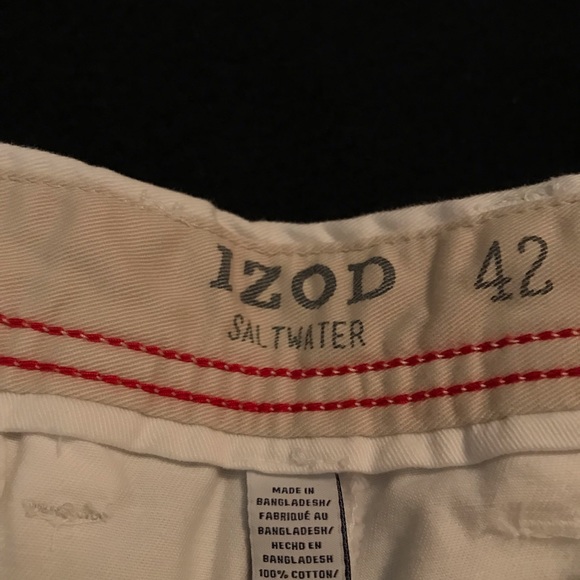 IZOD 42
SALTWATER
MADE IN
BANGLADESH/
FABRIQUÉ AU
BANGLADESH/
HECHO EN
BANGLADESH
100% COTTON/